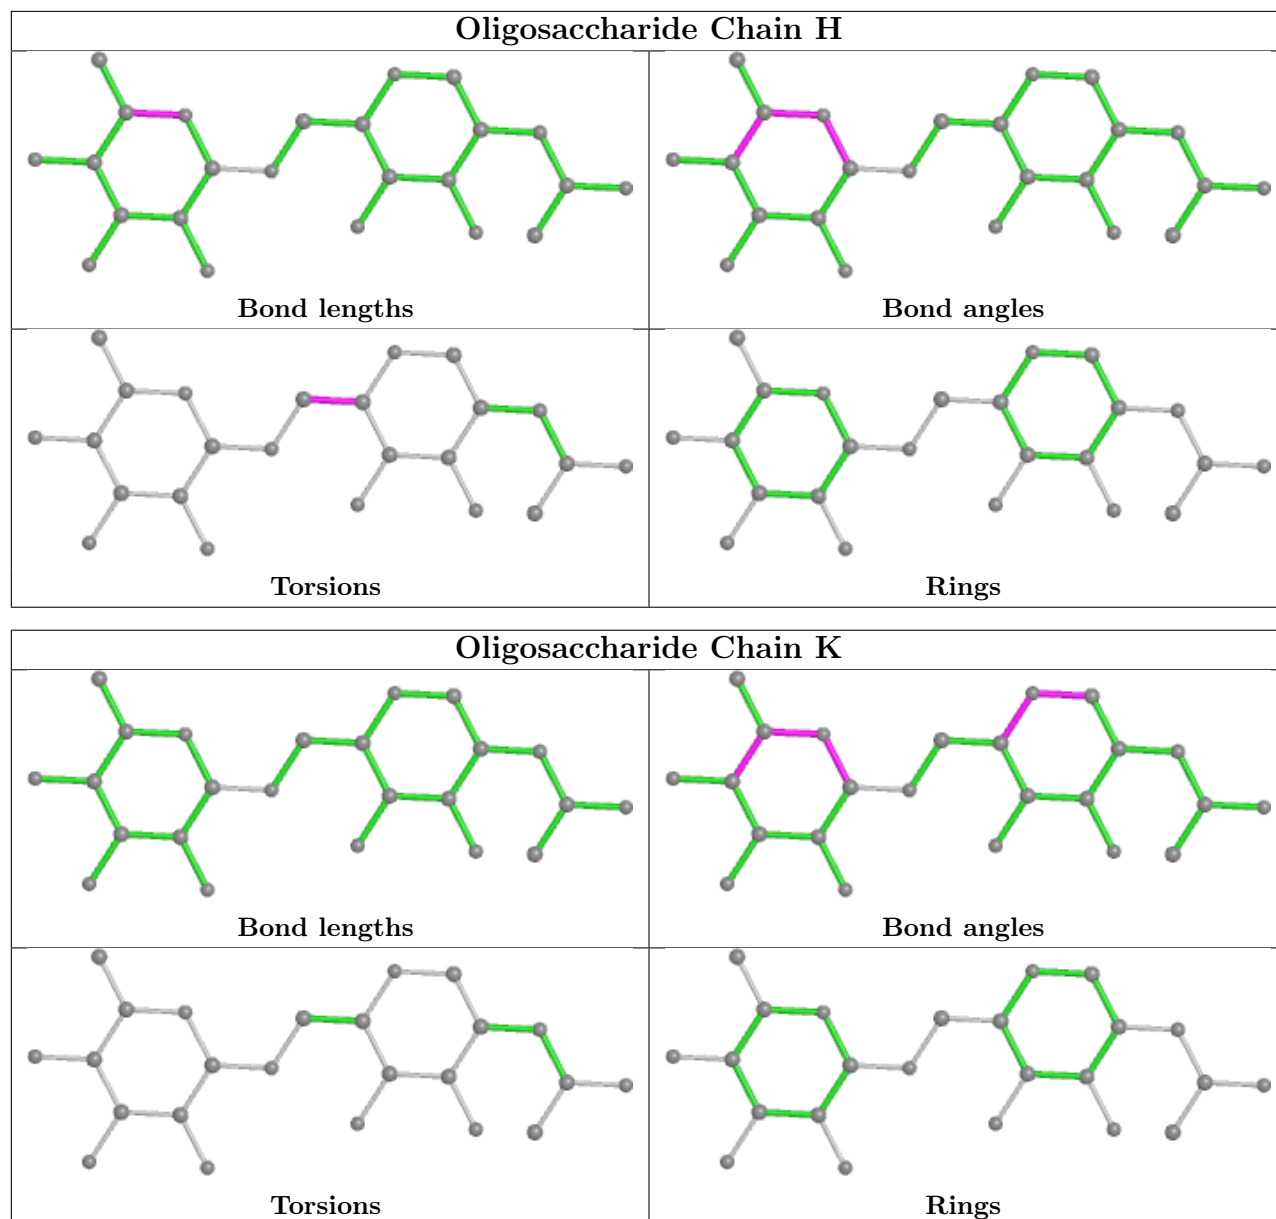 Oligosaccharide Chain H
Bond lengths
Bond angles
Torsions
Rings
Oligosaccharide Chain K
Bond lengths
Bond angles
Torsions
Rings